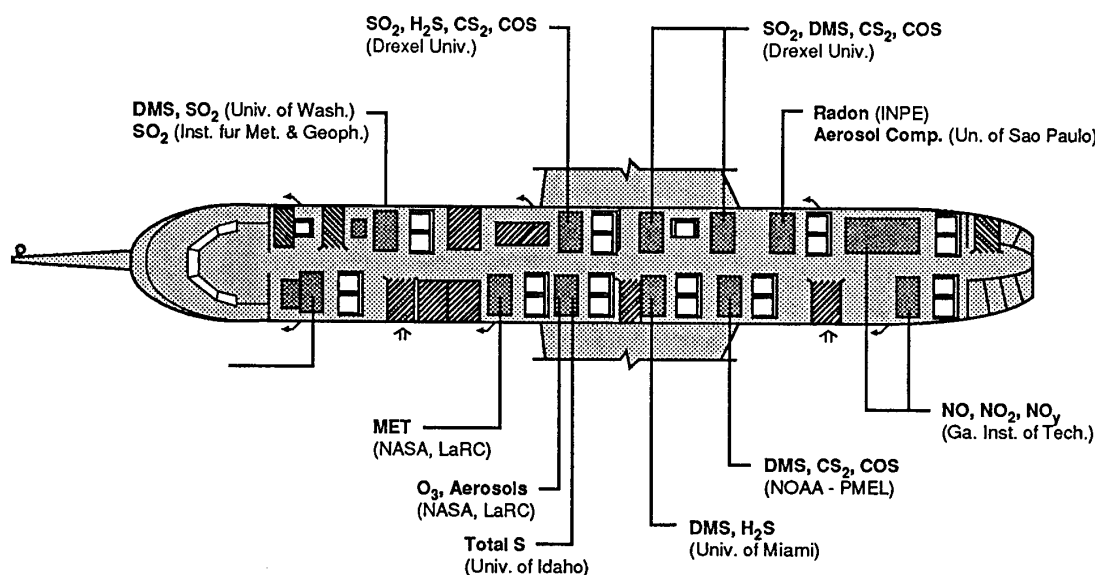 SO2, H2S, CS2, COS
(Drexel Univ.)
SO2, DMS, CS2, COS
(Drexel Univ.)
DMS, SO2 (Univ. of Wash.)
SO2 (Inst. fur Met. & Geoph.)
Radon (INPE)
Aerosol Comp. (Un. of Sao Paulo)
MET
(NASA, LaRC)
NO, NO2, NOy
(Ga. Inst. of Tech.)
O3, Aerosols
(NASA, LaRC)
DMS, CS2, COS
(NOAA - PMEL)
Total S
(Univ. of Idaho)
DMS, H2S
(Univ. of Miami)